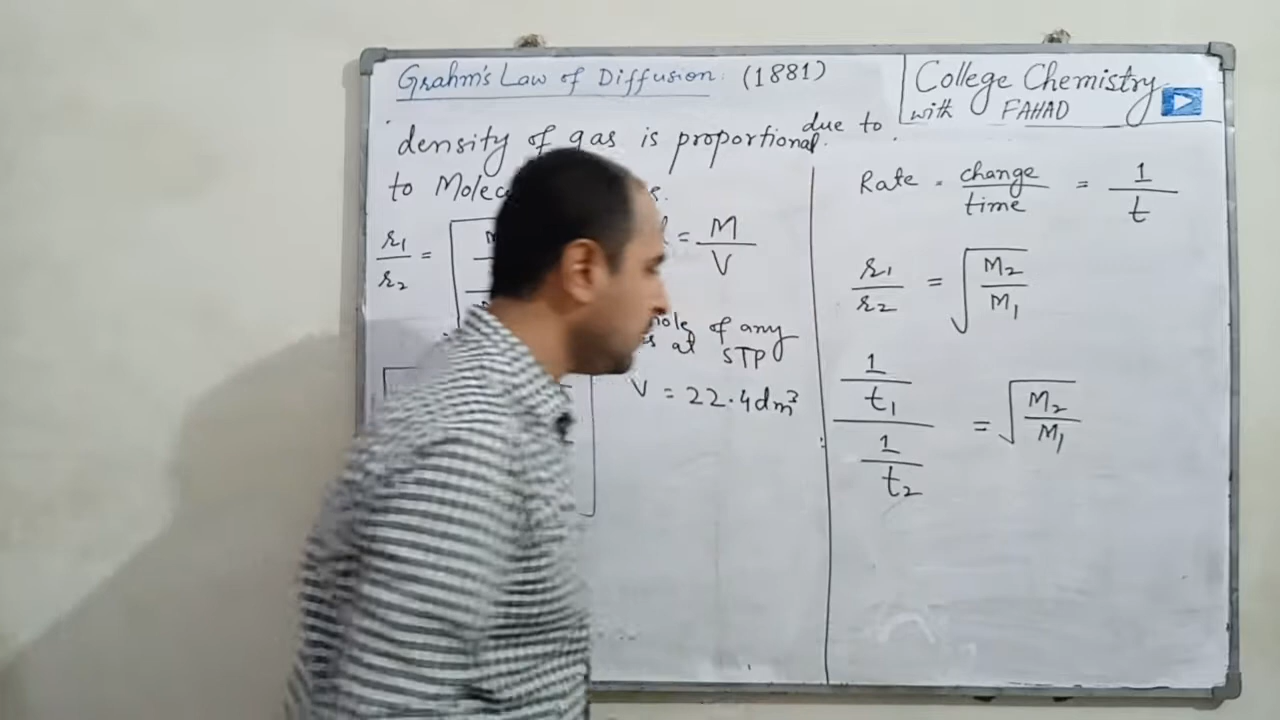 Grahm's Law of Diffusion. (1881)
College Chemistry
with FAHAD
density of gas is proportional due to
to
r1/r2 =
= M/V
of any
at STP
V = 22.4dm³
Rate = change/time = 1/t
r1/r2 = √(M2/M1)
(1/t1)/(1/t2) = √(M2/M1)